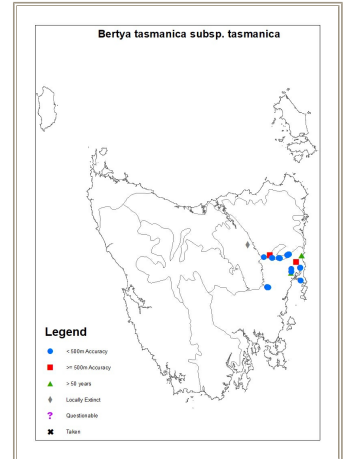 Bertya tasmanica subsp. tasmanica
Legend
< 500m Accuracy
>= 500m Accuracy
> 50 years
Locally Extinct
Questionable
?
Taken